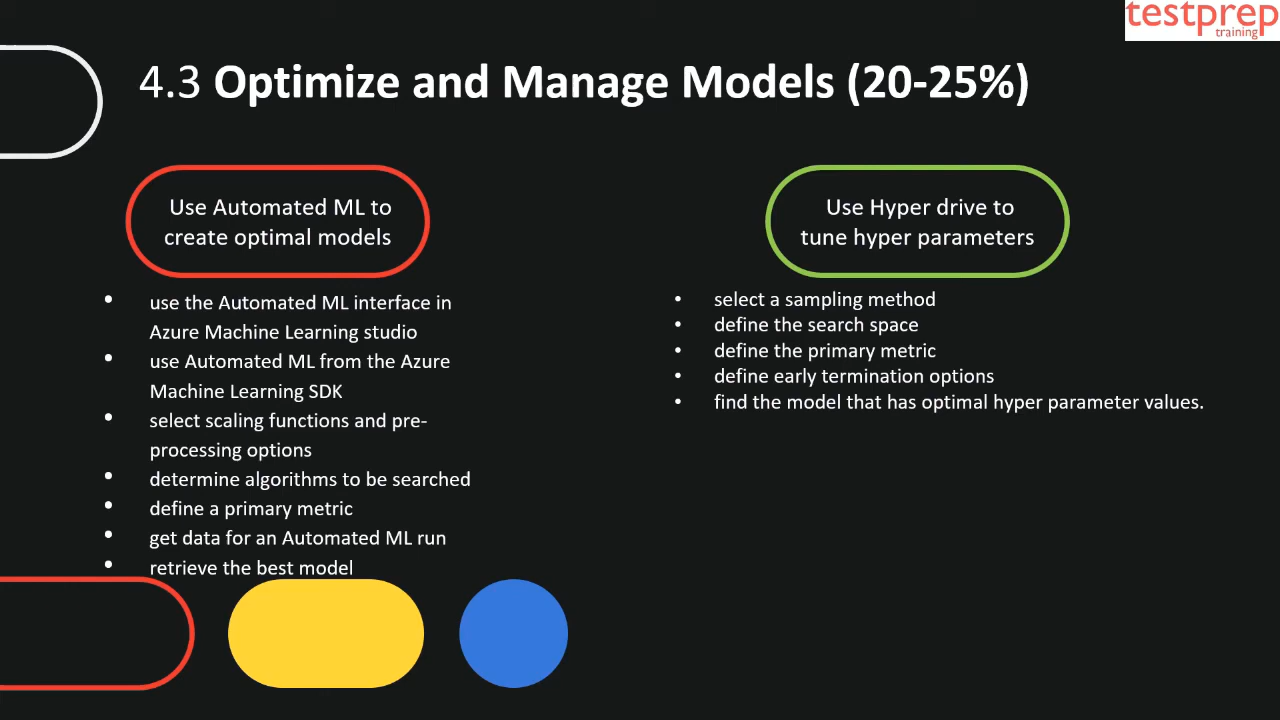 testprep
training
4.3 Optimize and Manage Models (20-25%)
Use Automated ML to
create optimal models
• use the Automated ML interface in
Azure Machine Learning studio
• use Automated ML from the Azure
Machine Learning SDK
• select scaling functions and pre-
processing options
• determine algorithms to be searched
• define a primary metric
• get data for an Automated ML run
• retrieve the best model
Use Hyper drive to
tune hyper parameters
• select a sampling method
• define the search space
• define the primary metric
• define early termination options
• find the model that has optimal hyper parameter values.